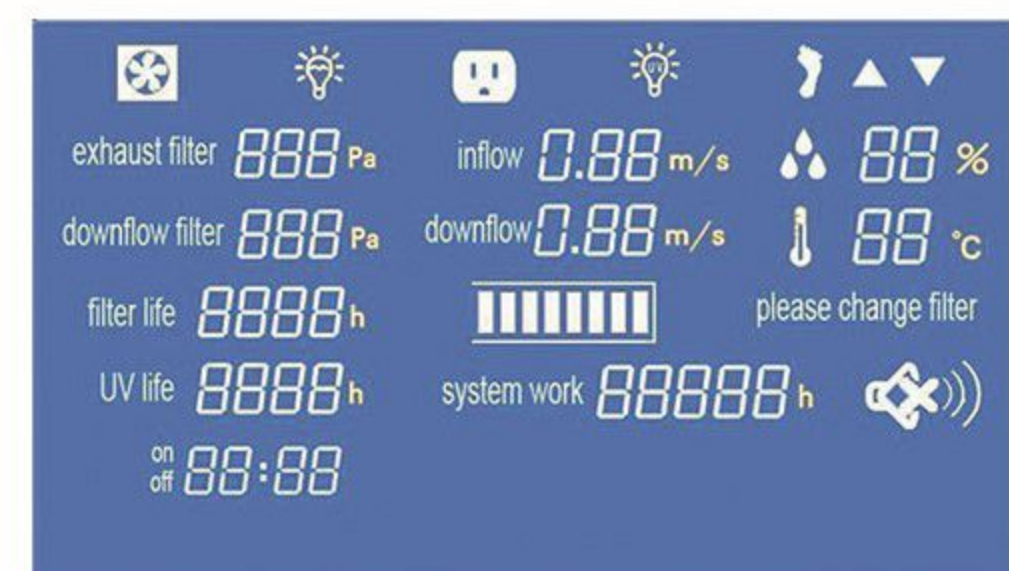 UV
exhaust filter 888 Pa
inflow 0.88 m/s
88 %
downflow filter 888 Pa
downflow 0.88 m/s
88 °C
filter life 8888 h
please change filter
UV life 8888 h
system work 88888 h
on
off 88:88